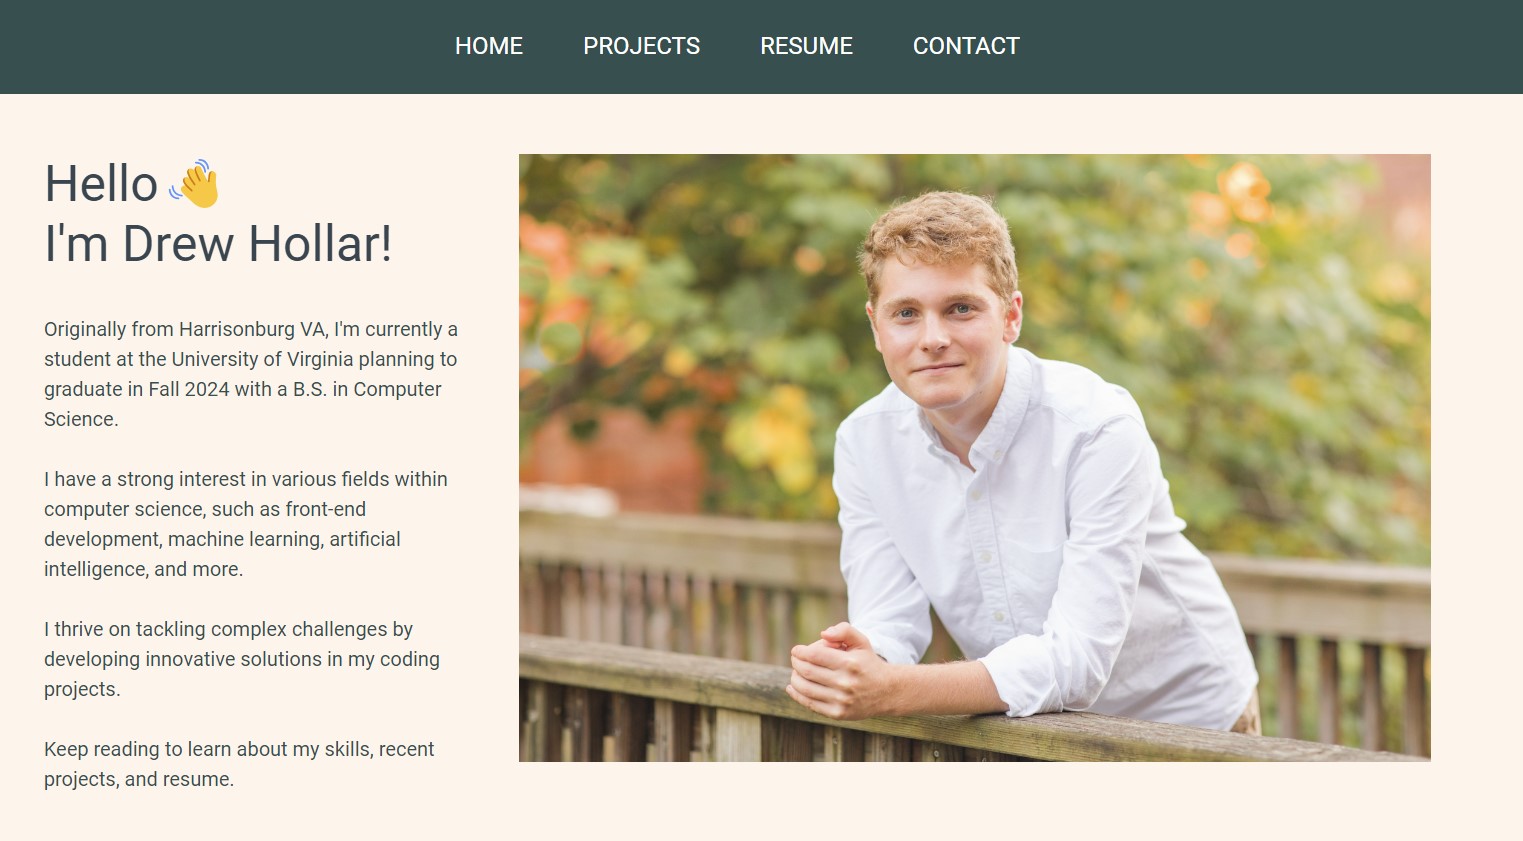 HOME PROJECTS RESUME CONTACT
Hello 👋
I'm Drew Hollar!
Originally from Harrisonburg VA, I'm currently a
student at the University of Virginia planning to
graduate in Fall 2024 with a B.S. in Computer
Science.
I have a strong interest in various fields within
computer science, such as front-end
development, machine learning, artificial
intelligence, and more.
I thrive on tackling complex challenges by
developing innovative solutions in my coding
projects.
Keep reading to learn about my skills, recent
projects, and resume.